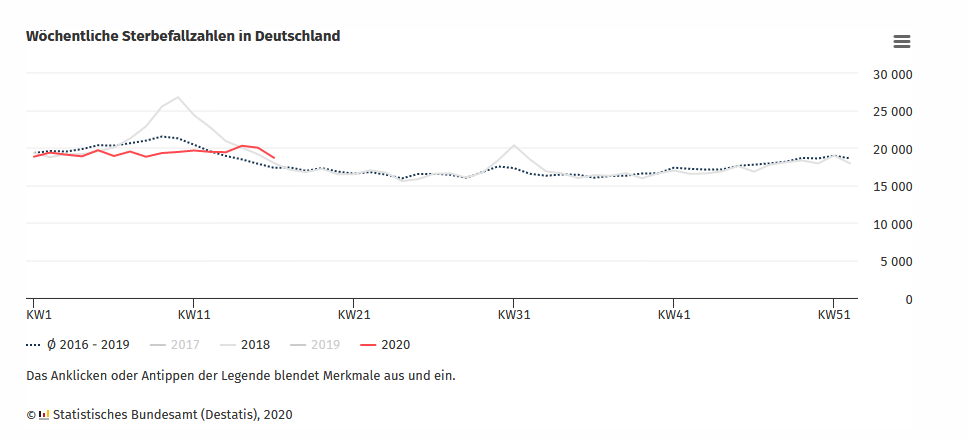 Wöchentliche Sterbefallzahlen in Deutschland
30 000
25 000
20 000
15 000
10 000
5 000
0
KW1 KW11 KW21 KW31 KW41 KW51
Ø 2016 - 2019 2017 2018 2019 2020
Das Anklicken oder Antippen der Legende blendet Merkmale aus und ein.
© Statistisches Bundesamt (Destatis), 2020